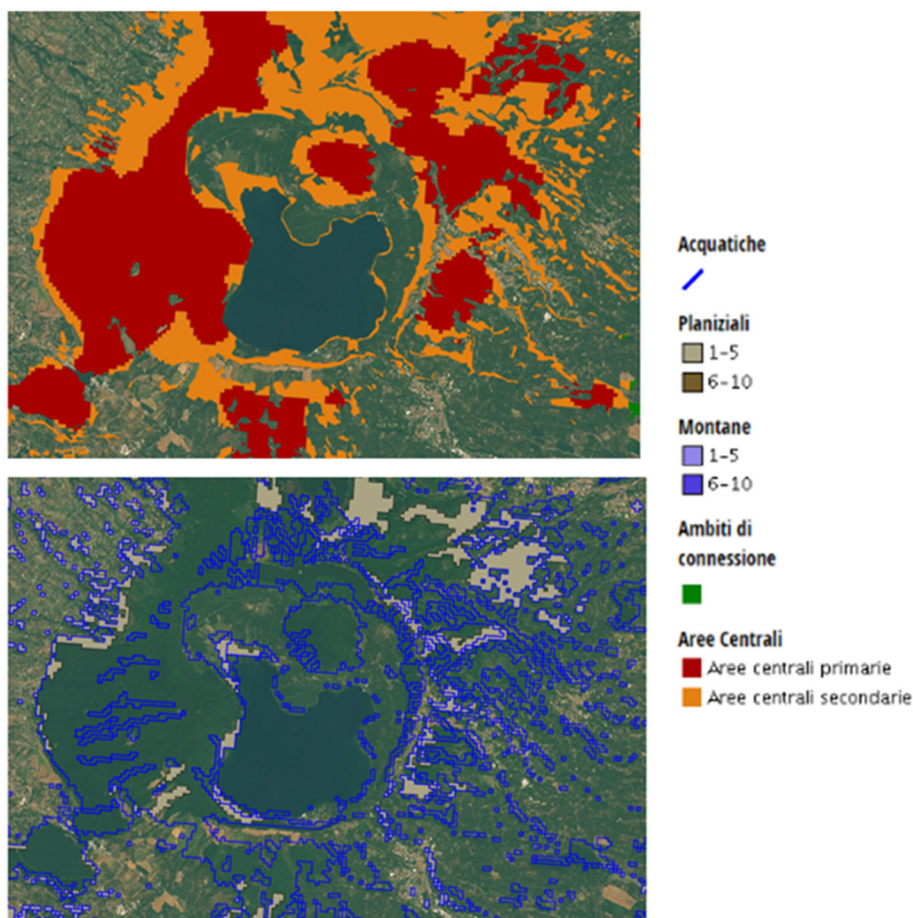 Acquatiche
Planiziali
1-5
6-10
Montane
1-5
6-10
Ambiti di
connessione
Aree Centrali
Aree centrali primarie
Aree centrali secondarie